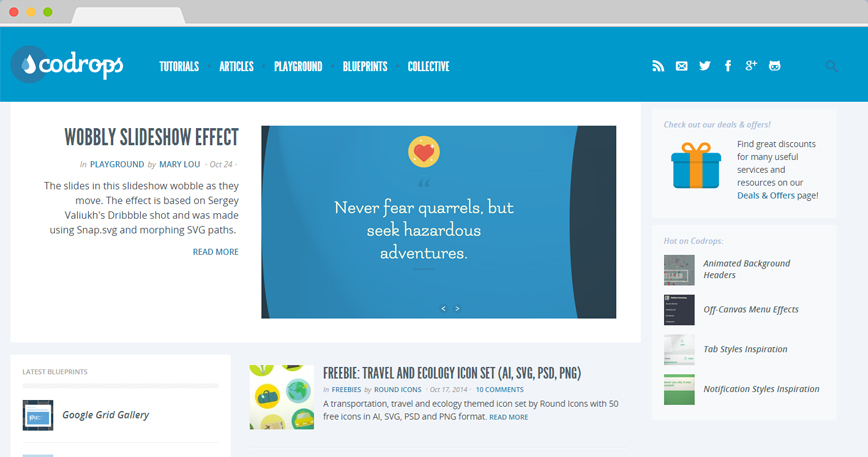 codrops
TUTORIALS ARTICLES PLAYGROUND BLUEPRINTS COLLECTIVE
WOBBLY SLIDESHOW EFFECT
In PLAYGROUND by MARY LOU · Oct 24 ·
The slides in this slideshow wobble as they
move. The effect is based on Sergey
Valiukh's Dribbble shot and was made
using Snap.svg and morphing SVG paths.
READ MORE
“
Never fear quarrels, but
seek hazardous
adventures.
< >
Check out our deals & offers!
Find great discounts
for many useful
services and
resources on our
Deals & Offers page!
Hot on Codrops:
Animated Background
Headers
Off-Canvas Menu Effects
Tab Styles Inspiration
Notification Styles Inspiration
LATEST BLUEPRINTS
Google Grid Gallery
FREEBIE: TRAVEL AND ECOLOGY ICON SET (AI, SVG, PSD, PNG)
In FREEBIES by ROUND ICONS · Oct 17, 2014 · 10 COMMENTS
A transportation, travel and ecology themed icon set by Round Icons with 50
free icons in AI, SVG, PSD and PNG format. READ MORE